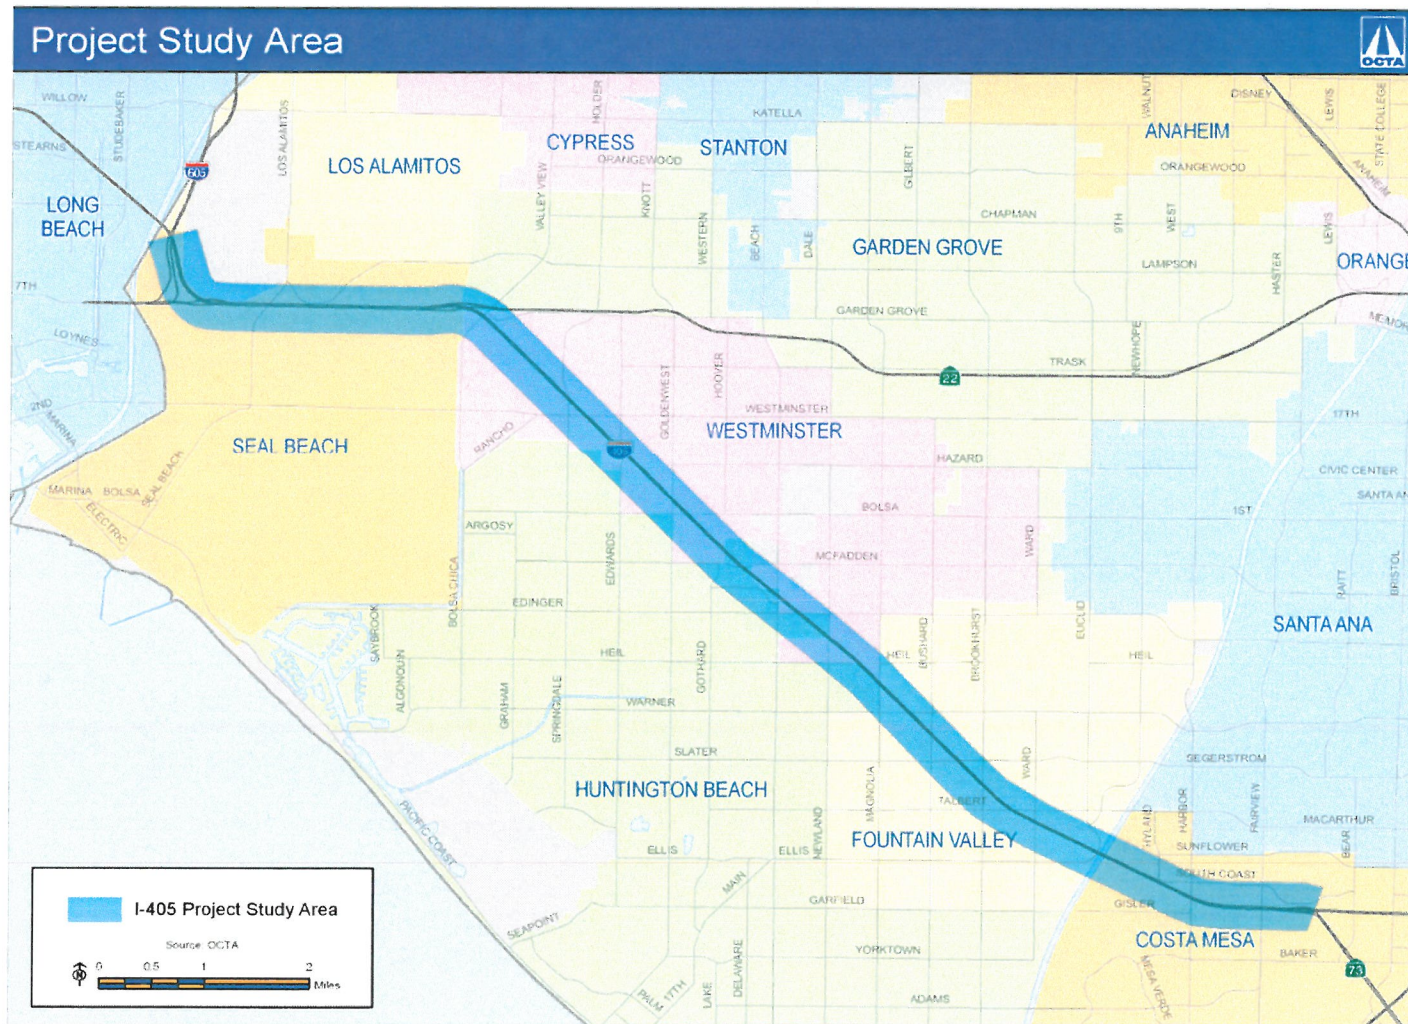 Project Study Area
OCTA
WILLOW
STUDEBAKER
STEARNS
LOS ALAMITOS
605
LONG
BEACH
7TH
LOYNES
2ND
MARINA
LOS ALAMITOS
CYPRESS
HOLDER
ORANGEWOOD
VALLEY VIEW
KNOTT
STANTON
KATELLA
WESTERN
BEACH
DALE
GILBERT
GARDEN GROVE
CHAPMAN
9TH
WEST
LAMPSON
HASTER
ANAHEIM
WALNUT
DISNEY
LEWIS
STATE COLLEGE
ORANGEWOOD
ANAHEIM
LEWIS
ORANGE
GARDEN GROVE
NEWHOPE
TRASK
22
HOOVER
GOLDENWEST
WESTMINSTER
WESTMINSTER
RANCHO
405
HAZARD
17TH
CIVIC CENTER
SANTA AN
1ST
SEAL BEACH
SEAL BEACH
MARINA
BOLSA
ELECTRIC
ARGOSY
BOLSA
MCFADDEN
WARD
EDWARDS
BOLSA CHICA
EDINGER
RAITT
BRISTOL
SANTA ANA
EUCLID
BROOKHURST
BUSHARD
HEIL
HEIL
HEIL
SAYBROOK
ALGONQUIN
GRAHAM
SPRINGDALE
GOTHARD
WARNER
SLATER
HUNTINGTON BEACH
MAGNOLIA
TALBERT
WARD
SEGERSTROM
HYLAND
HARBOR
FAIRVIEW
MACARTHUR
BEAR
SUNFLOWER
SOUTH COAST
FOUNTAIN VALLEY
NEWLAND
ELLIS
ELLIS
MAIN
PACIFIC COAST
GARFIELD
GISLER
COSTA MESA
BAKER
73
SEAPOINT
YORKTOWN
MESA VERDE
DELAWARE
LAKE
17TH
PALM
ADAMS
I-405 Project Study Area
Source: OCTA
N
0 0.5 1 2
Miles